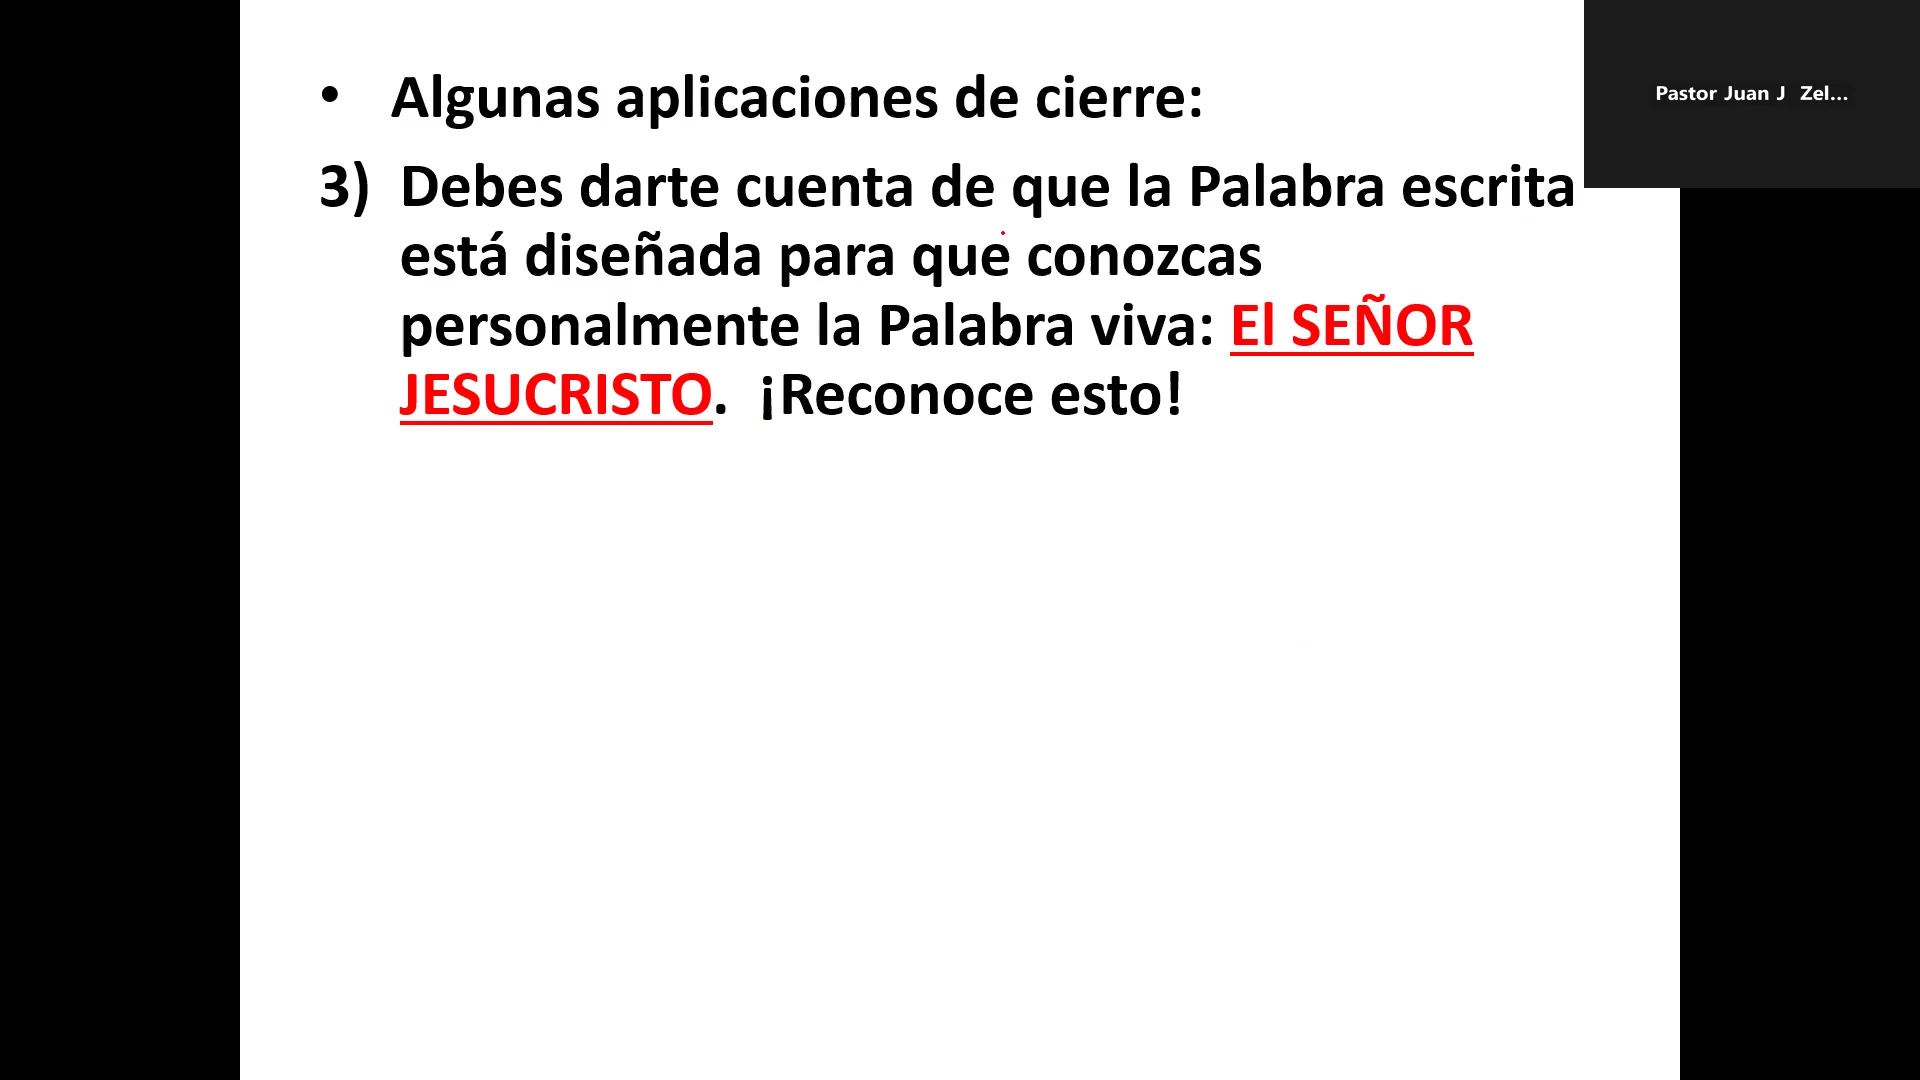 • Algunas aplicaciones de cierre:
Pastor Juan J Zel...
3) Debes darte cuenta de que la Palabra escrita
está diseñada para que conozcas
personalmente la Palabra viva: El SEÑOR
JESUCRISTO. ¡Reconoce esto!